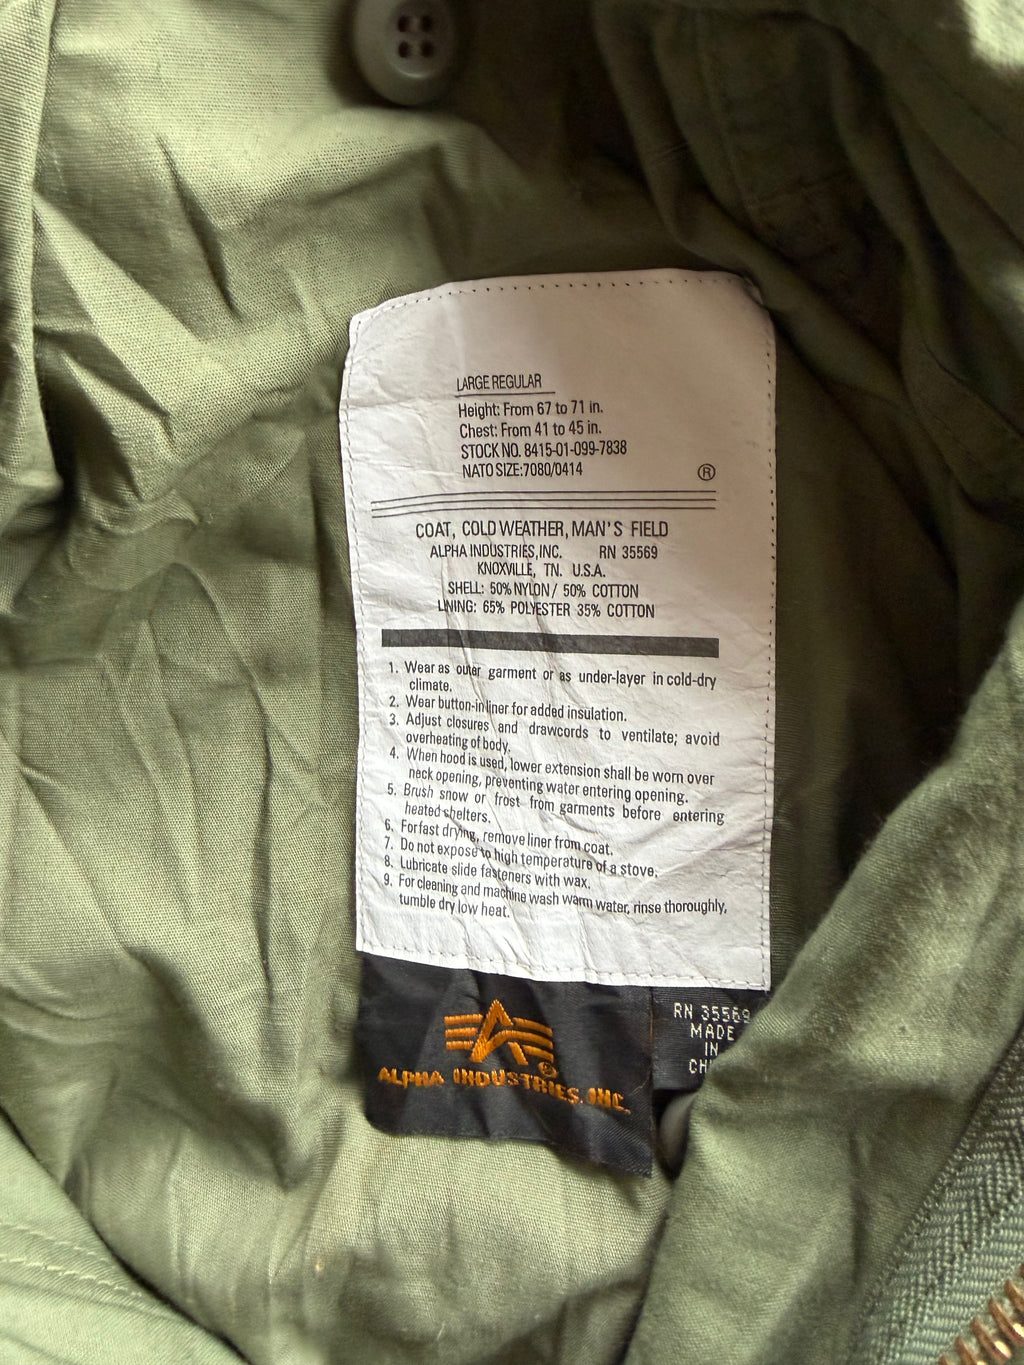 LARGE REGULAR
Height: From 67 to 71 in.
Chest: From 41 to 45 in.
STOCK NO. 8415-01-099-7838
NATO SIZE:7080/0414 ®
COAT, COLD WEATHER, MAN'S FIELD
ALPHA INDUSTRIES,INC. RN 35569
KNOXVILLE, TN. U.S.A.
SHELL: 50% NYLON / 50% COTTON
LINING: 65% POLYESTER 35% COTTON
1. Wear as outer garment or as under-layer in cold-dry
climate.
2. Wear button-in liner for added insulation.
3. Adjust closures and drawcords to ventilate; avoid
overheating of body.
4. When hood is used, lower extension shall be worn over
neck opening, preventing water entering opening.
5. Brush snow or frost from garments before entering
heated shelters.
6. For fast drying, remove liner from coat.
7. Do not expose to high temperature of a stove.
8. Lubricate slide fasteners with wax.
9. For cleaning and machine wash warm water, rinse thoroughly,
tumble dry low heat.
®
ALPHA INDUSTRIES, INC.
RN 35569
MADE
IN